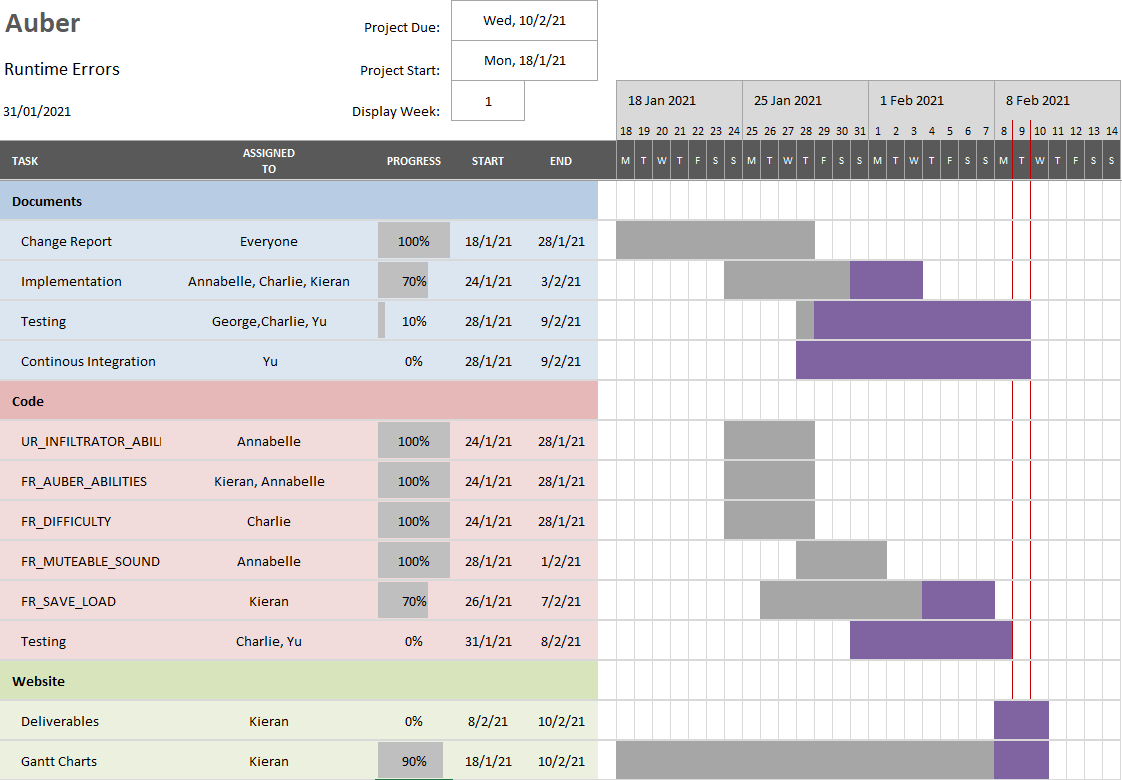 Auber
Project Due: Wed, 10/2/21
Runtime Errors
Project Start: Mon, 18/1/21
31/01/2021
Display Week: 1
18 Jan 2021 25 Jan 2021 1 Feb 2021 8 Feb 2021
18 19 20 21 22 23 24 25 26 27 28 29 30 31 1 2 3 4 5 6 7 8 9 10 11 12 13 14
TASK ASSIGNED TO PROGRESS START END M T W T F S S M T W T F S S M T W T F S S M T W T F S S
Documents
Change Report Everyone 100% 18/1/21 28/1/21
Implementation Annabelle, Charlie, Kieran 70% 24/1/21 3/2/21
Testing George,Charlie, Yu 10% 28/1/21 9/2/21
Continous Integration Yu 0% 28/1/21 9/2/21
Code
UR_INFILTRATOR_ABILI Annabelle 100% 24/1/21 28/1/21
FR_AUBER_ABILITIES Kieran, Annabelle 100% 24/1/21 28/1/21
FR_DIFFICULTY Charlie 100% 24/1/21 28/1/21
FR_MUTEABLE_SOUND Annabelle 100% 28/1/21 1/2/21
FR_SAVE_LOAD Kieran 70% 26/1/21 7/2/21
Testing Charlie, Yu 0% 31/1/21 8/2/21
Website
Deliverables Kieran 0% 8/2/21 10/2/21
Gantt Charts Kieran 90% 18/1/21 10/2/21